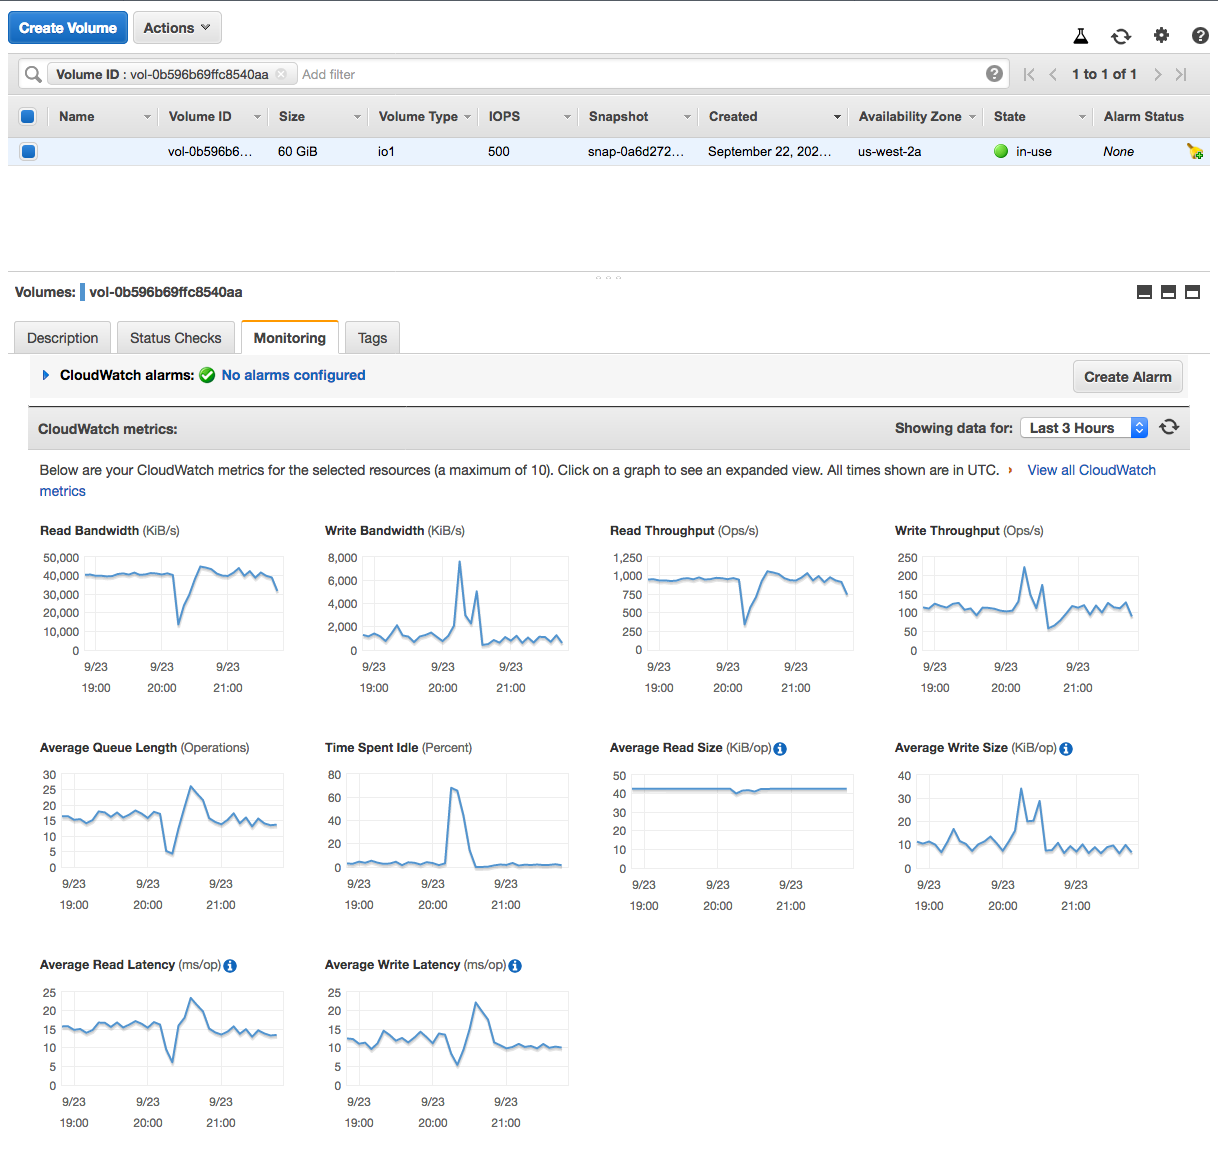 Create Volume Actions
Volume ID : vol-0b596b69ffc8540aa Add filter 1 to 1 of 1
Name Volume ID Size Volume Type IOPS Snapshot Created Availability Zone State Alarm Status
vol-0b596b6... 60 GiB io1 500 snap-0a6d272... September 22, 202... us-west-2a in-use None
Volumes: vol-0b596b69ffc8540aa
Description Status Checks Monitoring Tags
CloudWatch alarms: No alarms configured Create Alarm
CloudWatch metrics: Showing data for: Last 3 Hours
Below are your CloudWatch metrics for the selected resources (a maximum of 10). Click on a graph to see an expanded view. All times shown are in UTC. View all CloudWatch
metrics
Read Bandwidth (KiB/s)
50,000
40,000
30,000
20,000
10,000
0
9/23 9/23 9/23
19:00 20:00 21:00
Write Bandwidth (KiB/s)
8,000
6,000
4,000
2,000
0
9/23 9/23 9/23
19:00 20:00 21:00
Read Throughput (Ops/s)
1,250
1,000
750
500
250
0
9/23 9/23 9/23
19:00 20:00 21:00
Write Throughput (Ops/s)
250
200
150
100
50
0
9/23 9/23 9/23
19:00 20:00 21:00
Average Queue Length (Operations)
30
25
20
15
10
5
0
9/23 9/23 9/23
19:00 20:00 21:00
Time Spent Idle (Percent)
80
60
40
20
0
9/23 9/23 9/23
19:00 20:00 21:00
Average Read Size (KiB/op)
50
40
30
20
10
0
9/23 9/23 9/23
19:00 20:00 21:00
Average Write Size (KiB/op)
40
30
20
10
0
9/23 9/23 9/23
19:00 20:00 21:00
Average Read Latency (ms/op)
25
20
15
10
5
0
9/23 9/23 9/23
19:00 20:00 21:00
Average Write Latency (ms/op)
25
20
15
10
5
0
9/23 9/23 9/23
19:00 20:00 21:00